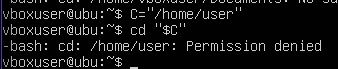 vboxuser@ubu:~$ C="/home/user"
vboxuser@ubu:~$ cd "$C"
-bash: cd: /home/user: Permission denied
vboxuser@ubu:~$ _